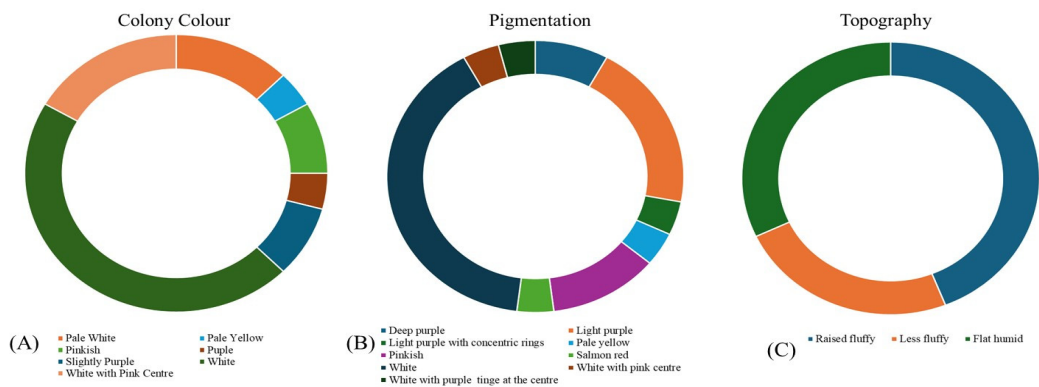 Colony Colour
Pale White
Pale Yellow
Pinkish
Puple
Slightly Purple
White
White with Pink Centre
(A)
Pigmentation
Deep purple
Light purple
Light purple with concentric rings
Pale yellow
Pinkish
Salmon red
White
White with pink centre
White with purple tinge at the centre
(B)
Topography
Raised fluffy
Less fluffy
Flat humid
(C)